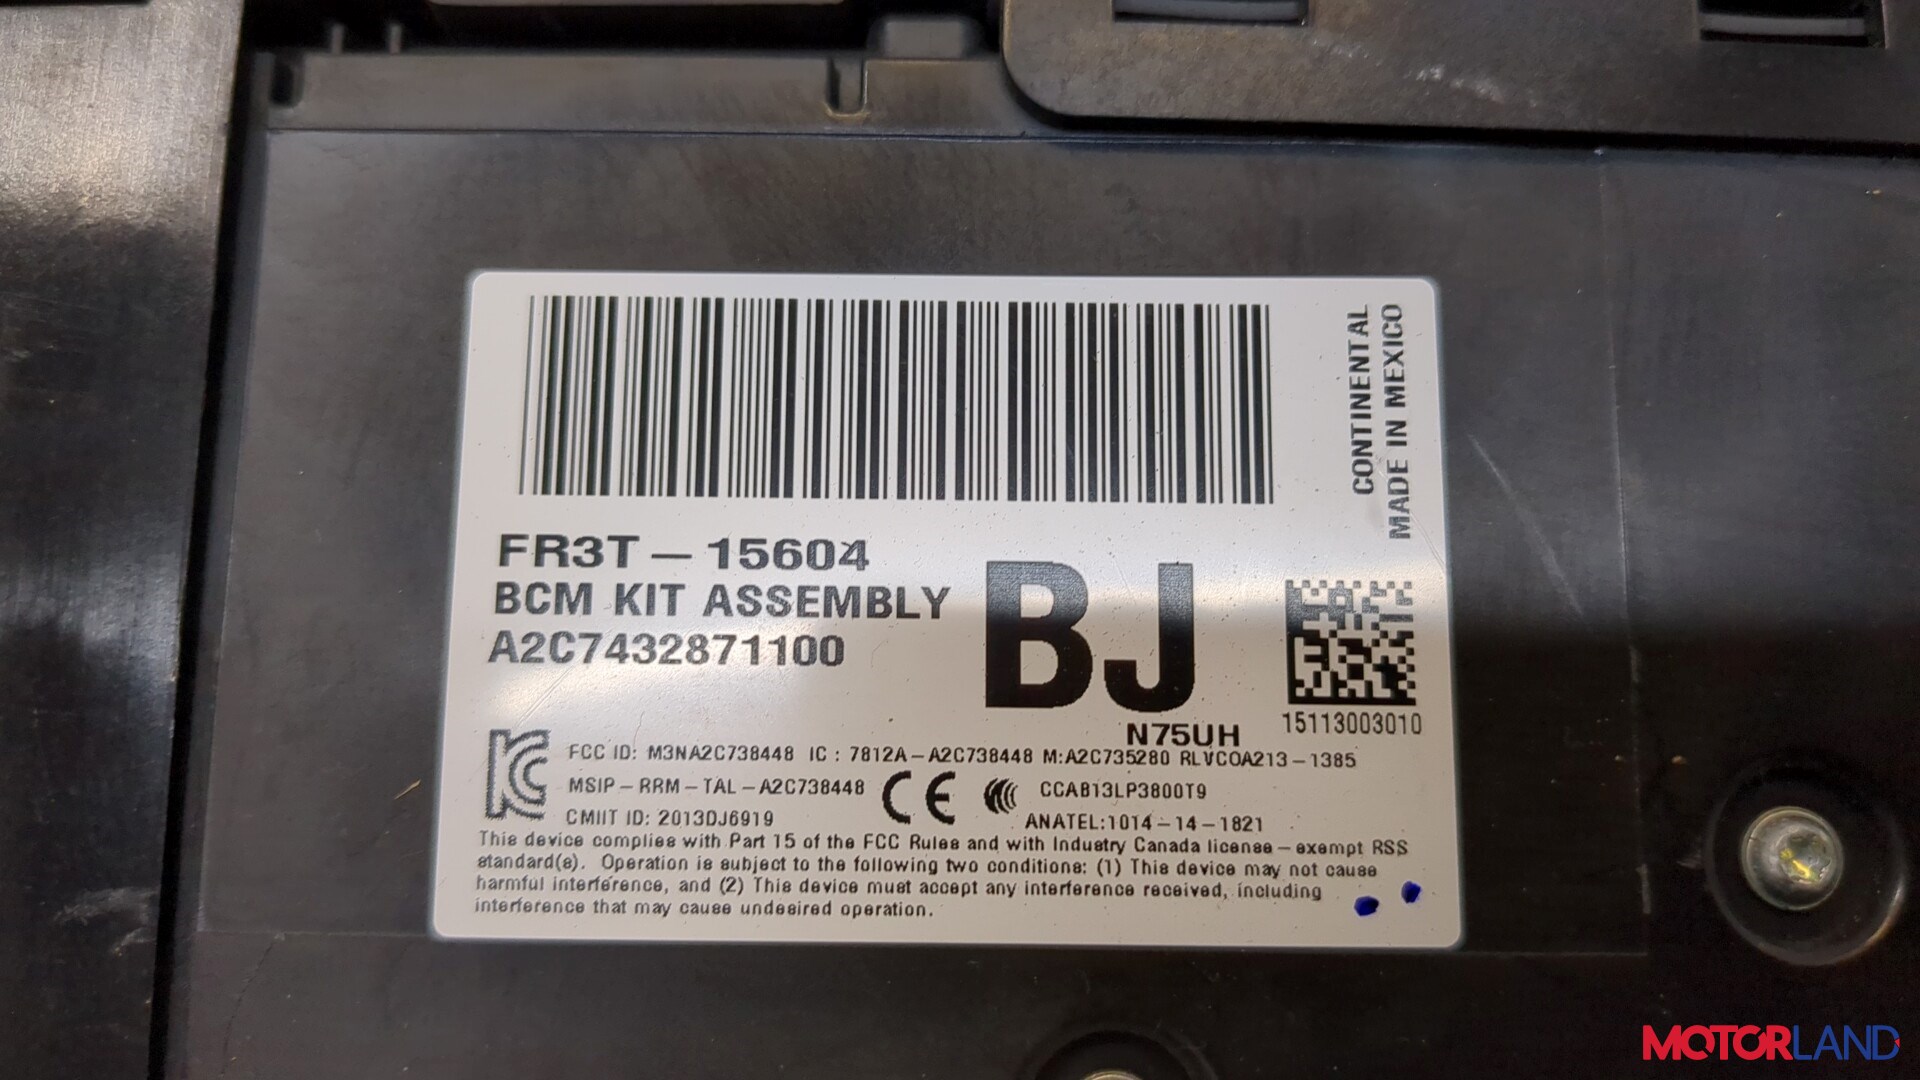 CONTINENTAL
MADE IN MEXICO
FR3T-15604
BCM KIT ASSEMBLY
A2C7432871100
BJ
N75UH
15113003010
FCC ID: M3NA2C738448 IC: 7812A-A2C738448 M:A2C735280 RLVCOA213-1385
MSIP-RRM-TAL-A2C738448
CE
CCAB13LP3800T9
CMIIT ID: 2013DJ6919
ANATEL:1014-14-1821
This device complies with Part 15 of the FCC Rules and with Industry Canada license-exempt RSS
standard(s). Operation is subject to the following two conditions: (1) This device may not cause
harmful interference, and (2) This device must accept any interference received, including
interference that may cause undesired operation.
MOTORLAND